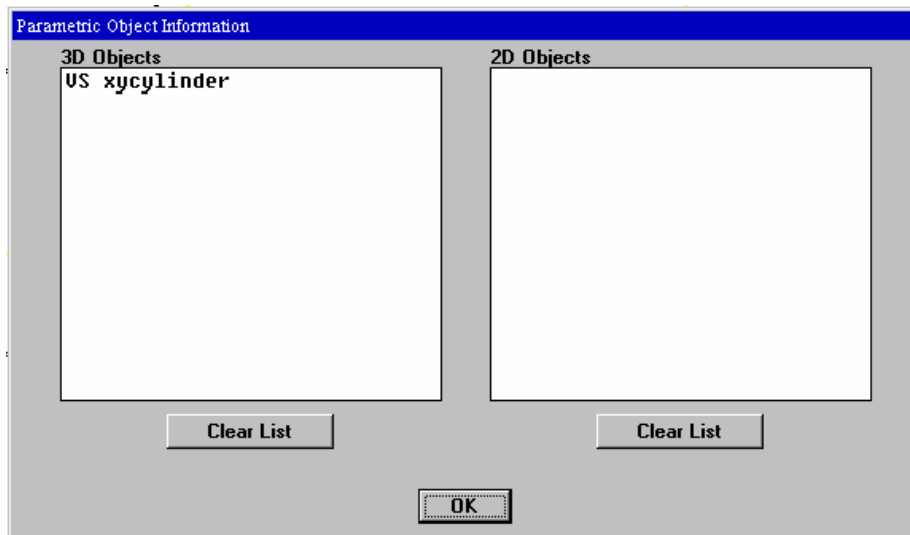 Parametric Object Information
3D Objects
2D Objects
VS xycylinder
Clear List
Clear List
OK